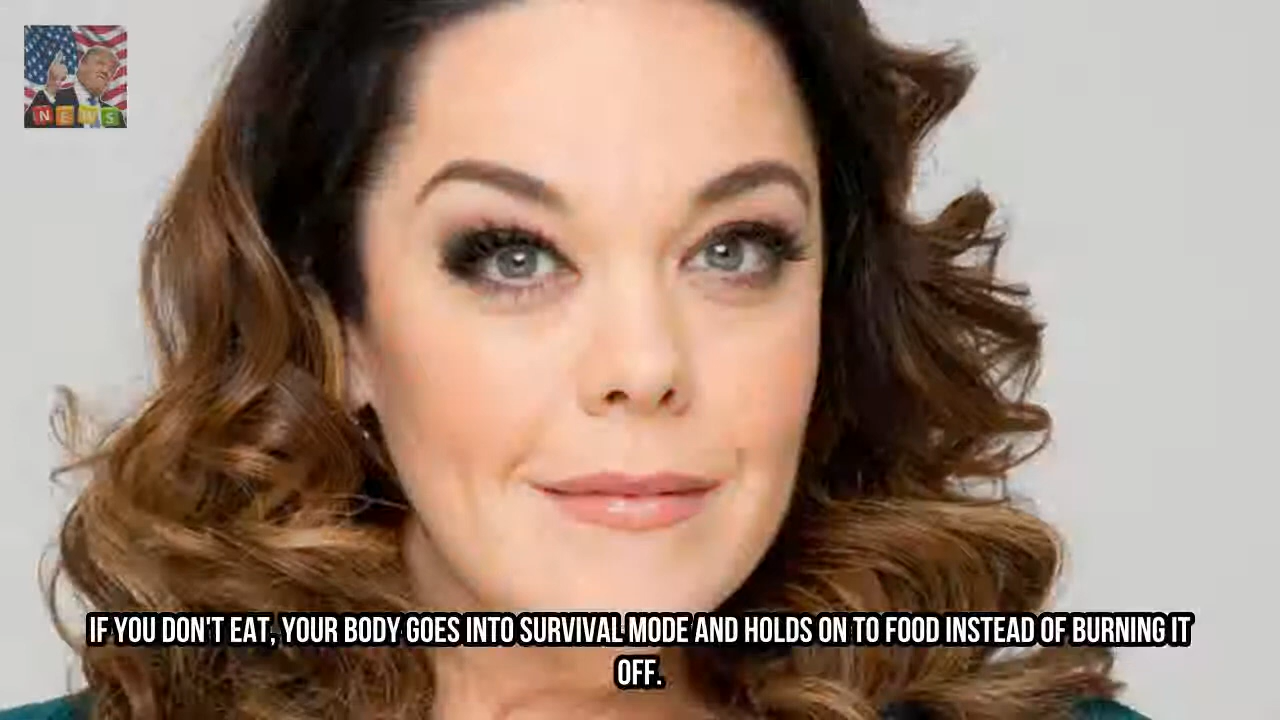 NEWS
IF YOU DON'T EAT, YOUR BODY GOES INTO SURVIVAL MODE AND HOLDS ON TO FOOD INSTEAD OF BURNING IT
OFF.